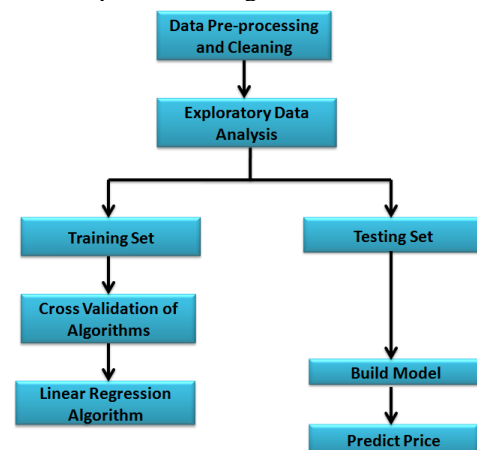 Data Pre-processing
and Cleaning
Exploratory Data
Analysis
Training Set
Testing Set
Cross Validation of
Algorithms
Build Model
Linear Regression
Algorithm
Predict Price